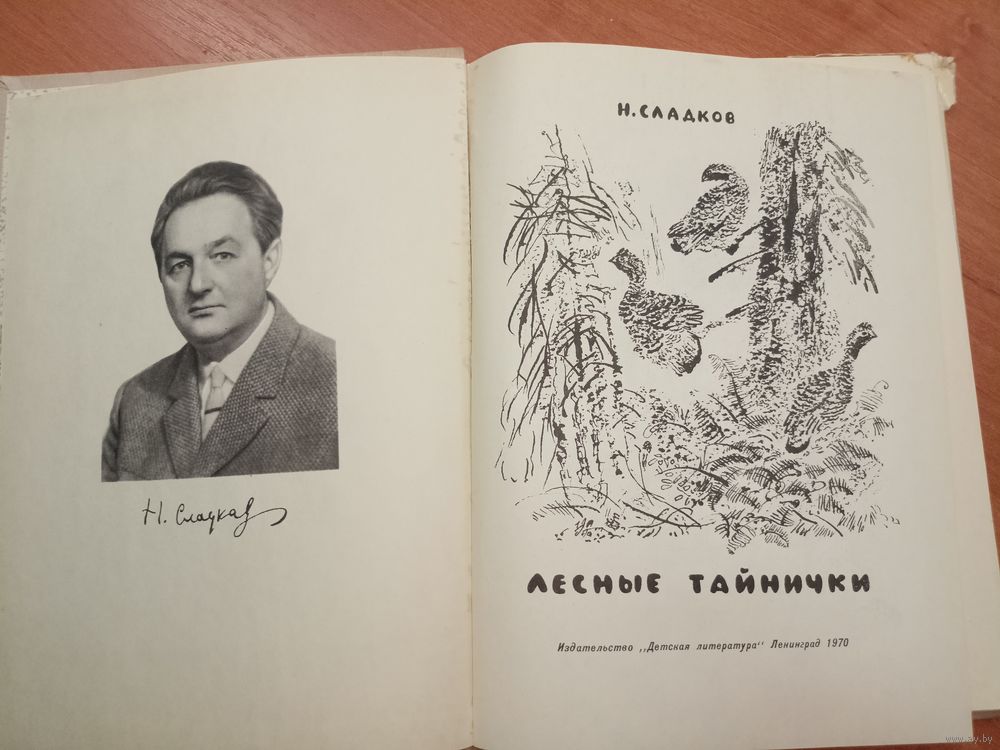 Н. Сладков
Н. СЛАДКОВ
ЛЕСНЫЕ ТАЙНИЧКИ
Издательство „Детская литература" Ленинград 1970